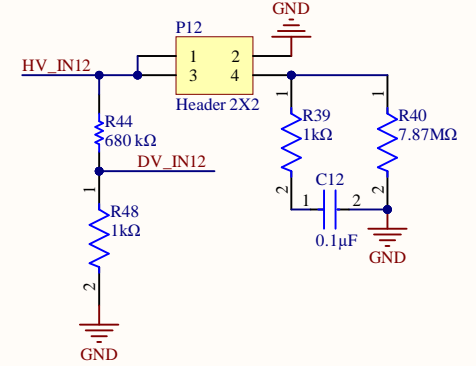 GND
P12
HV_IN12
1 2
3 4
Header 2X2
R44
680 kΩ
DV_IN12
1
R48
1kΩ
2
GND
1
R39
1kΩ
2
C12
1 2
0.1µF
1
R40
7.87MΩ
2
GND